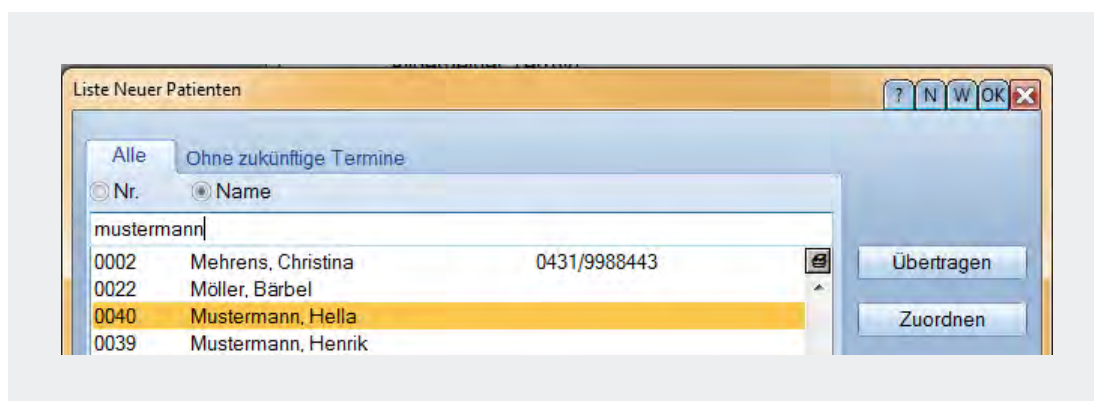 Liste Neuer Patienten ? N W OK
Alle Ohne zukünftige Termine
Nr. Name
mustermann
0002 Mehrens, Christina 0431/9988443
0022 Möller, Bärbel
0040 Mustermann, Hella
0039 Mustermann, Henrik
Übertragen
Zuordnen